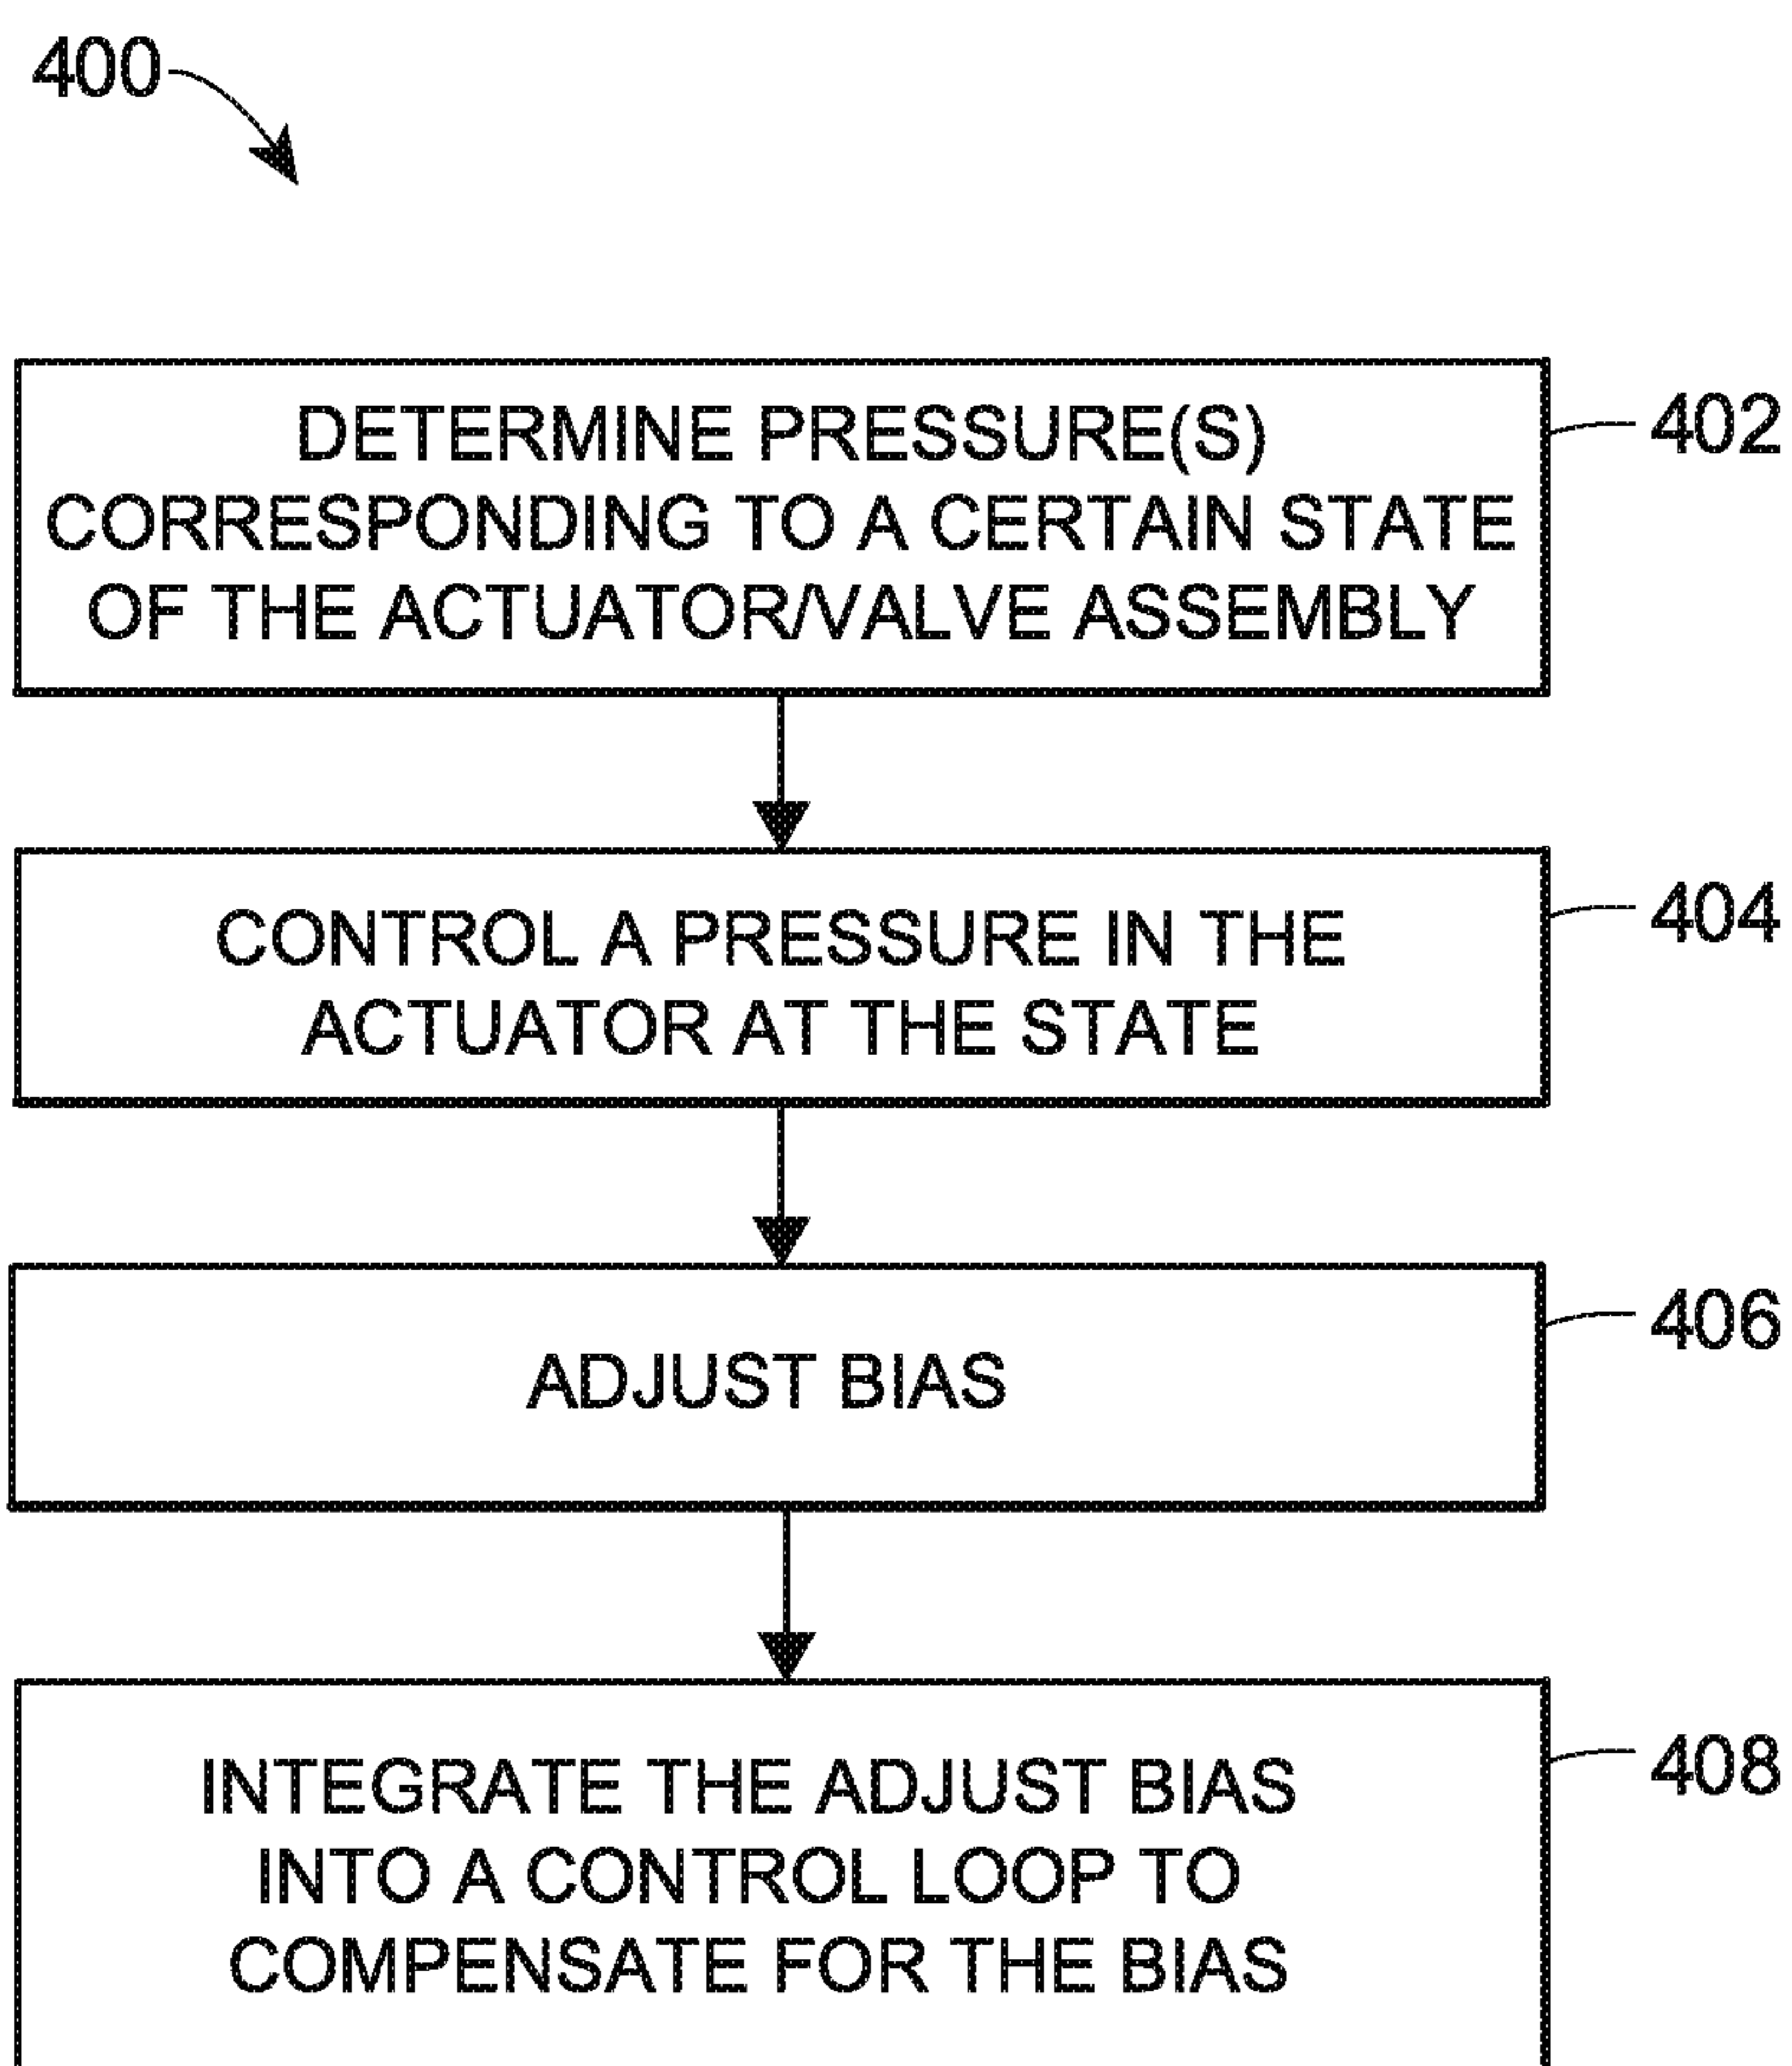 400
DETERMINE PRESSURE(S)
CORRESPONDING TO A CERTAIN STATE
OF THE ACTUATOR/VALVE ASSEMBLY
402
CONTROL A PRESSURE IN THE
ACTUATOR AT THE STATE
404
ADJUST BIAS
406
INTEGRATE THE ADJUST BIAS
INTO A CONTROL LOOP TO
COMPENSATE FOR THE BIAS
408